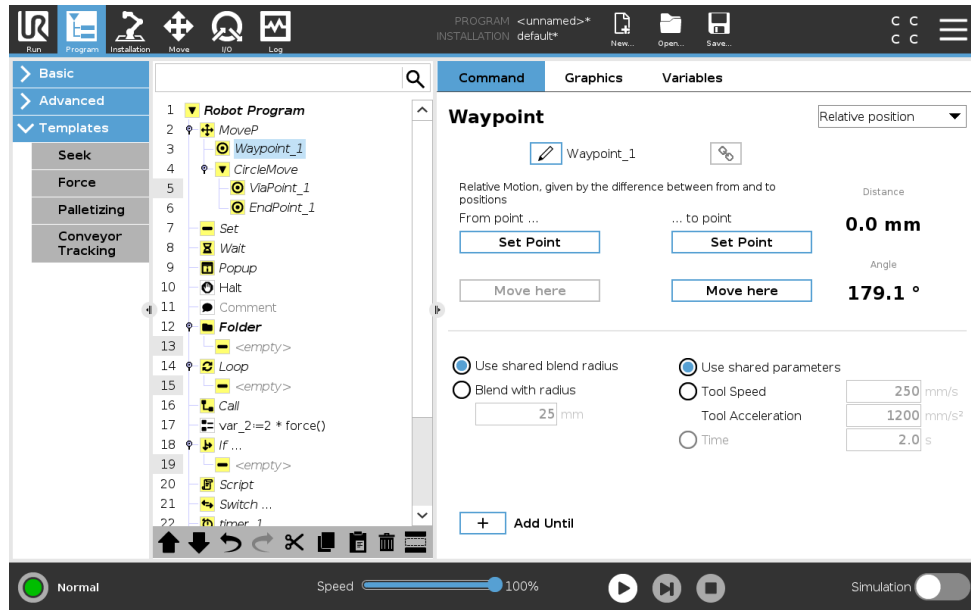 PROGRAM <unnamed>*
INSTALLATION default*
C C
C C
Run
Program
Installation
Move
I/O
Log
New...
Open...
Save...
Basic
Advanced
Templates
Seek
Force
Palletizing
Conveyor
Tracking
1 Robot Program
2 MoveP
3 Waypoint_1
4 CircleMove
5 ViaPoint_1
6 EndPoint_1
7 Set
8 Wait
9 Popup
10 Halt
11 Comment
12 Folder
13 <empty>
14 Loop
15 <empty>
16 Call
17 var_2:=2 * force()
18 If ...
19 <empty>
20 Script
21 Switch ...
22 timer_1
Command Graphics Variables
Waypoint
Relative position
Waypoint_1
Relative Motion, given by the difference between from and to
positions
From point ...
... to point
Set Point
Set Point
Move here
Move here
Distance
0.0 mm
Angle
179.1 °
Use shared blend radius
Blend with radius
25 mm
Use shared parameters
Tool Speed 250 mm/s
Tool Acceleration 1200 mm/s²
Time 2.0 s
+ Add Until
Normal
Speed 100%
Simulation